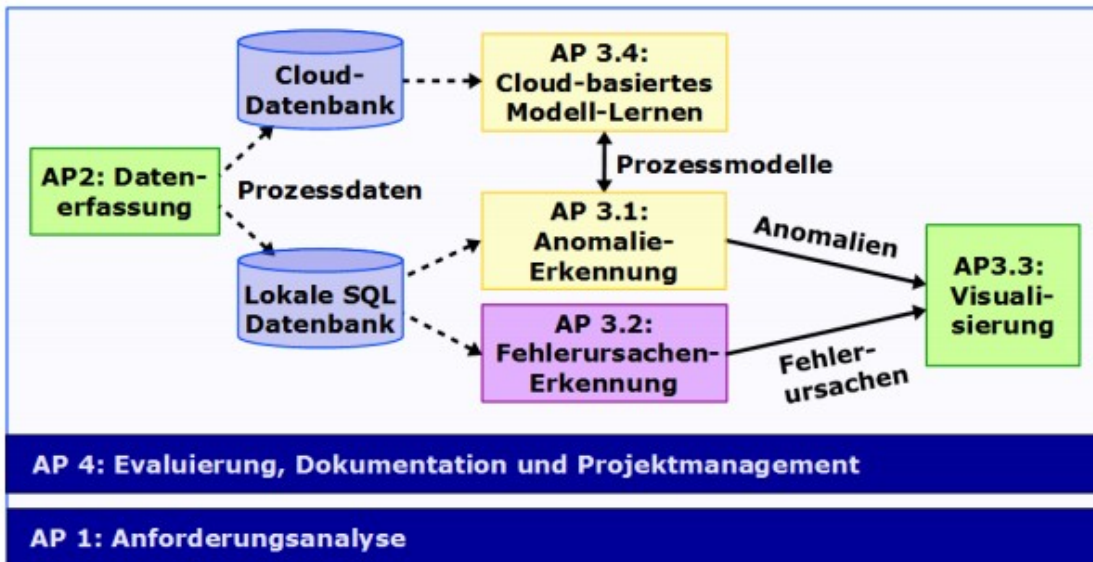 Cloud-
Datenbank
AP 3.4:
Cloud-basiertes
Modell-Lernen
AP2: Daten-
erfassung
Prozessdaten
Prozessmodelle
Lokale SQL
Datenbank
AP 3.1:
Anomalie-
Erkennung
AP 3.2:
Fehlerursachen-
Erkennung
Anomalien
Fehler-
ursachen
AP3.3:
Visuali-
sierung
AP 4: Evaluierung, Dokumentation und Projektmanagement
AP 1: Anforderungsanalyse